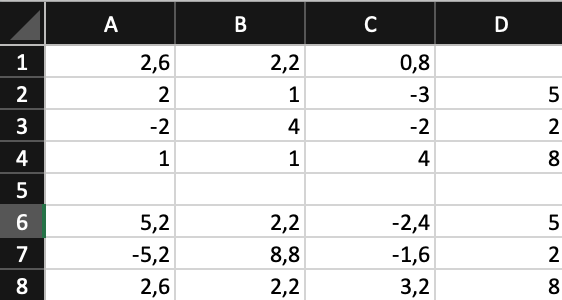 A B C D
1 2,6 2,2 0,8
2 2 1 -3 5
3 -2 4 -2 2
4 1 1 4 8
5
6 5,2 2,2 -2,4 5
7 -5,2 8,8 -1,6 2
8 2,6 2,2 3,2 8